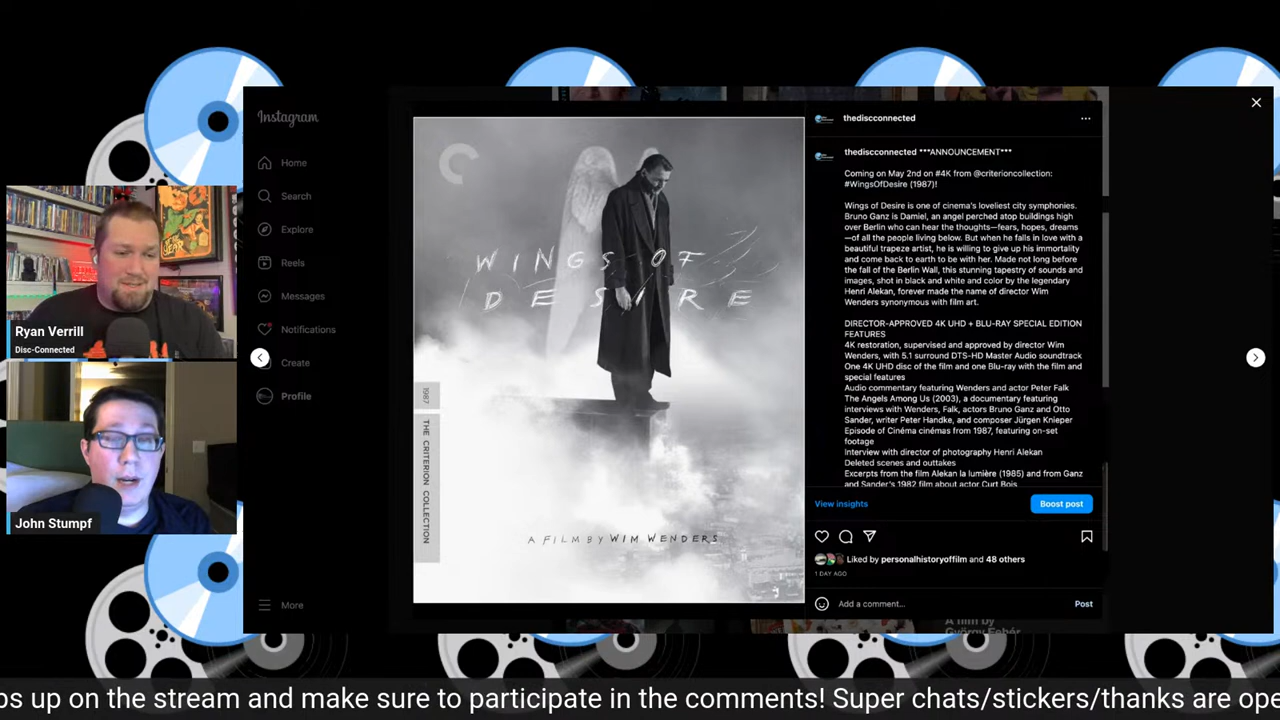 Instagram
Home
Search
Explore
Reels
Messages
Notifications
Create
Profile
More
Ryan Verrill
Disc-Connected
John Stumpf
WINGS OF
DESIRE
1987
THE CRITERION COLLECTION
A FILM BY WIM WENDERS
thediscconnected
thediscconnected ***ANNOUNCEMENT***
Coming on May 2nd on #4K from @criterioncollection:
#WingsOfDesire (1987)!
Wings of Desire is one of cinema's loveliest city symphonies.
Bruno Ganz is Damiel, an angel perched atop buildings high
over Berlin who can hear the thoughts—fears, hopes, dreams
—of all the people living below. But when he falls in love with a
beautiful trapeze artist, he is willing to give up his immortality
and come back to earth to be with her. Made not long before
the fall of the Berlin Wall, this stunning tapestry of sounds and
images, shot in black and white and color by the legendary
Henri Alekan, forever made the name of director Wim
Wenders synonymous with film art.
DIRECTOR-APPROVED 4K UHD + BLU-RAY SPECIAL EDITION
FEATURES
4K restoration, supervised and approved by director Wim
Wenders, with 5.1 surround DTS-HD Master Audio soundtrack
One 4K UHD disc of the film and one Blu-ray with the film and
special features
Audio commentary featuring Wenders and actor Peter Falk
The Angels Among Us (2003), a documentary featuring
interviews with Wenders, Falk, actors Bruno Ganz and Otto
Sander, writer Peter Handke, and composer Jürgen Knieper
Episode of Cinéma cinémas from 1987, featuring on-set
footage
Interview with director of photography Henri Alekan
Deleted scenes and outtakes
Excerpts from the film Alekan la lumière (1985) and from Ganz
and Sander's 1982 film about actor Curt Bois
View insights
Boost post
Liked by personalhistoryoffilm and 48 others
1 DAY AGO
Add a comment...
Post
A film by
György Fehér
ps up on the stream and make sure to participate in the comments! Super chats/stickers/thanks are ope